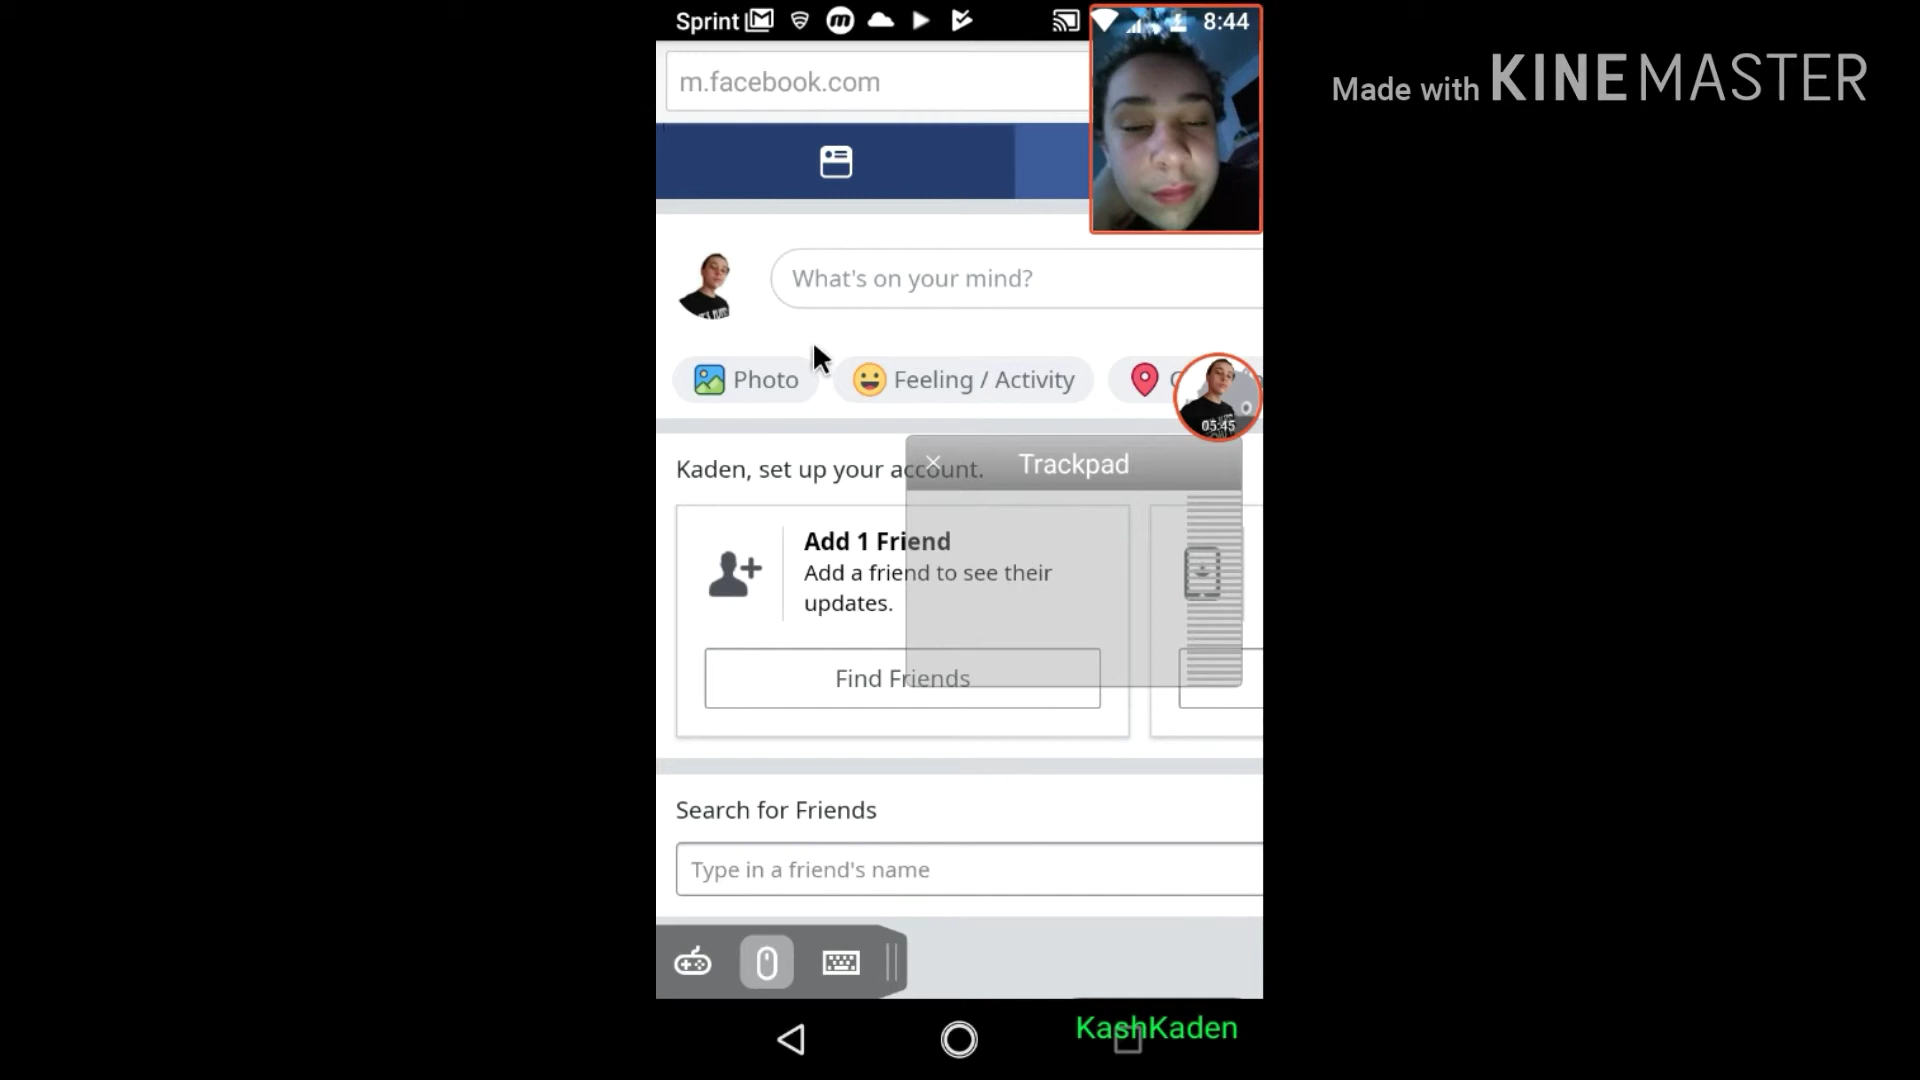 Sprint
8:44
Made with KINEMASTER
m.facebook.com
What's on your mind?
Photo
Feeling / Activity
05:45
Trackpad
Kaden, set up your account.
Add 1 Friend
Add a friend to see their
updates.
Find Friends
Search for Friends
Type in a friend's name
KashKaden